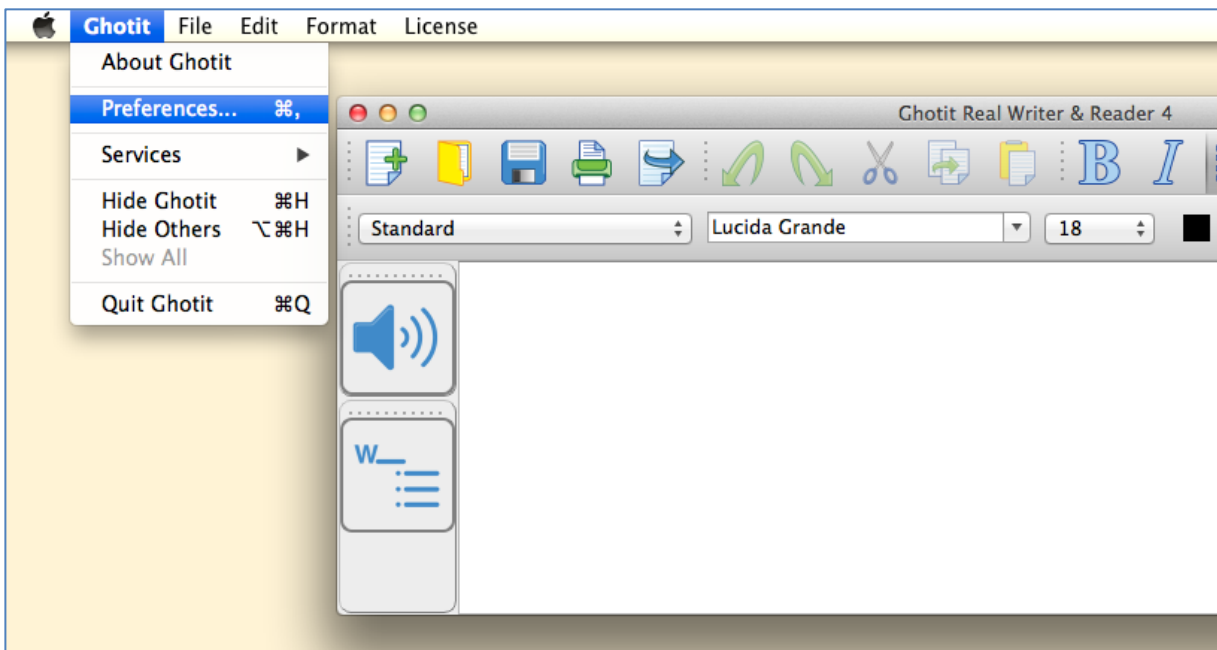 Ghotit File Edit Format License
About Ghotit
Preferences... ⌘,
Services ▶
Hide Ghotit ⌘H
Hide Others ⌥⌘H
Show All
Quit Ghotit ⌘Q
Ghotit Real Writer & Reader 4
B I
Standard Lucida Grande 18
W